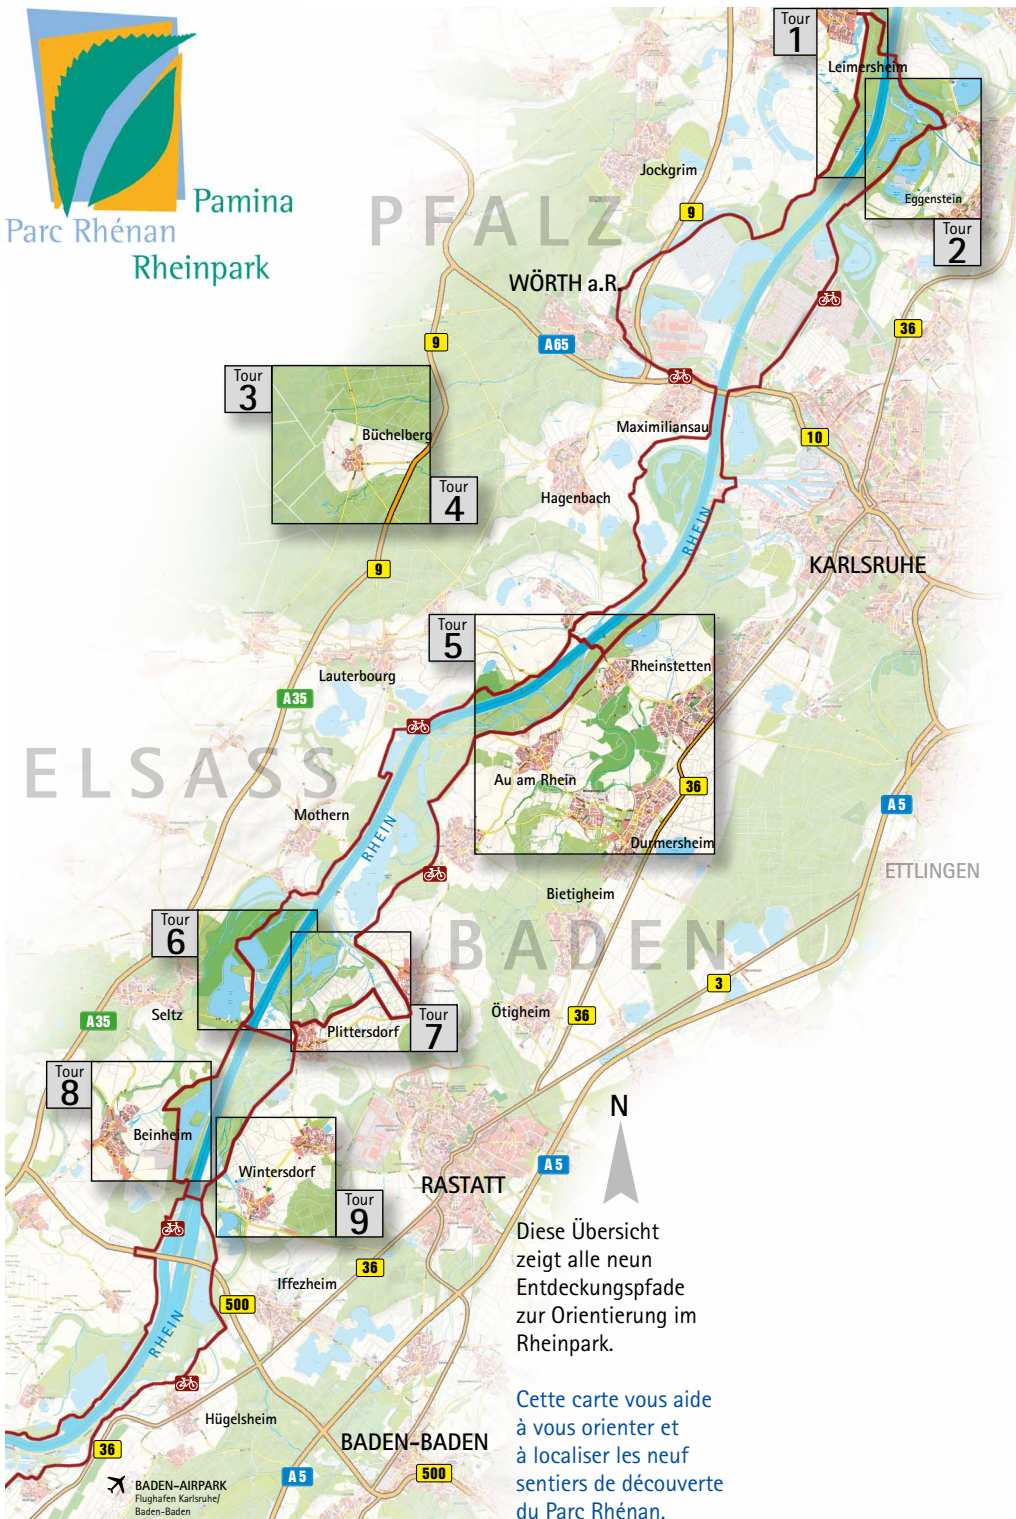 Pamina
Parc Rhénan
Rheinpark
Tour
1
Leimersheim
Jockgrim
Eggenstein
Tour
2
PFALZ
9
WÖRTH a.R.
36
9
A65
Tour
3
Büchelberg
Maximiliansau
10
Tour
4
Hagenbach
RHEIN
KARLSRUHE
9
Tour
5
Rheinstetten
Lauterbourg
A35
ELSASS
Au am Rhein
36
A5
Mothern
RHEIN
Durmersheim
ETTLINGEN
Bietigheim
Tour
6
BADEN
3
Seltz
A35
Plittersdorf
Tour
7
Ötigheim
36
Tour
8
Beinheim
N
A5
Wintersdorf
RASTATT
Tour
9
Diese Übersicht
zeigt alle neun
Entdeckungspfade
zur Orientierung im
Rheinpark.
36
Iffezheim
500
RHEIN
Cette carte vous aide
à vous orienter et
à localiser les neuf
sentiers de découverte
du Parc Rhénan.
Hügelsheim
BADEN-BADEN
36
A5
500
BADEN-AIRPARK
Flughafen Karlsruhe/
Baden-Baden